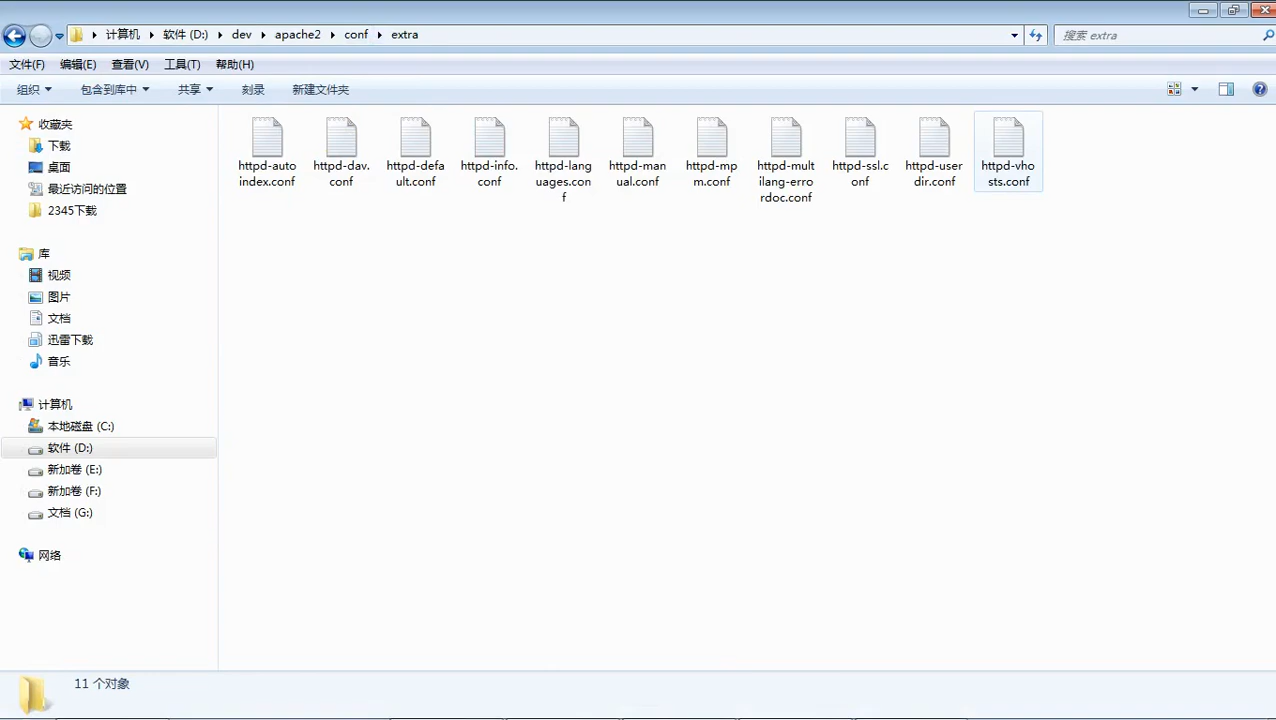 计算机 软件 (D:) dev apache2 conf extra
搜索 extra
文件(F) 编辑(E) 查看(V) 工具(T) 帮助(H)
组织 包含到库中 共享 刻录 新建文件夹
收藏夹
下载
桌面
最近访问的位置
2345下载
库
视频
图片
文档
迅雷下载
音乐
计算机
本地磁盘 (C:)
软件 (D:)
新加卷 (E:)
新加卷 (F:)
文档 (G:)
网络
httpd-auto
index.conf
httpd-dav.
conf
httpd-defa
ult.conf
httpd-info.
conf
httpd-lang
uages.con
f
httpd-man
ual.conf
httpd-mp
m.conf
httpd-mult
ilang-erro
rdoc.conf
httpd-ssl.c
onf
httpd-user
dir.conf
httpd-vho
sts.conf
11 个对象